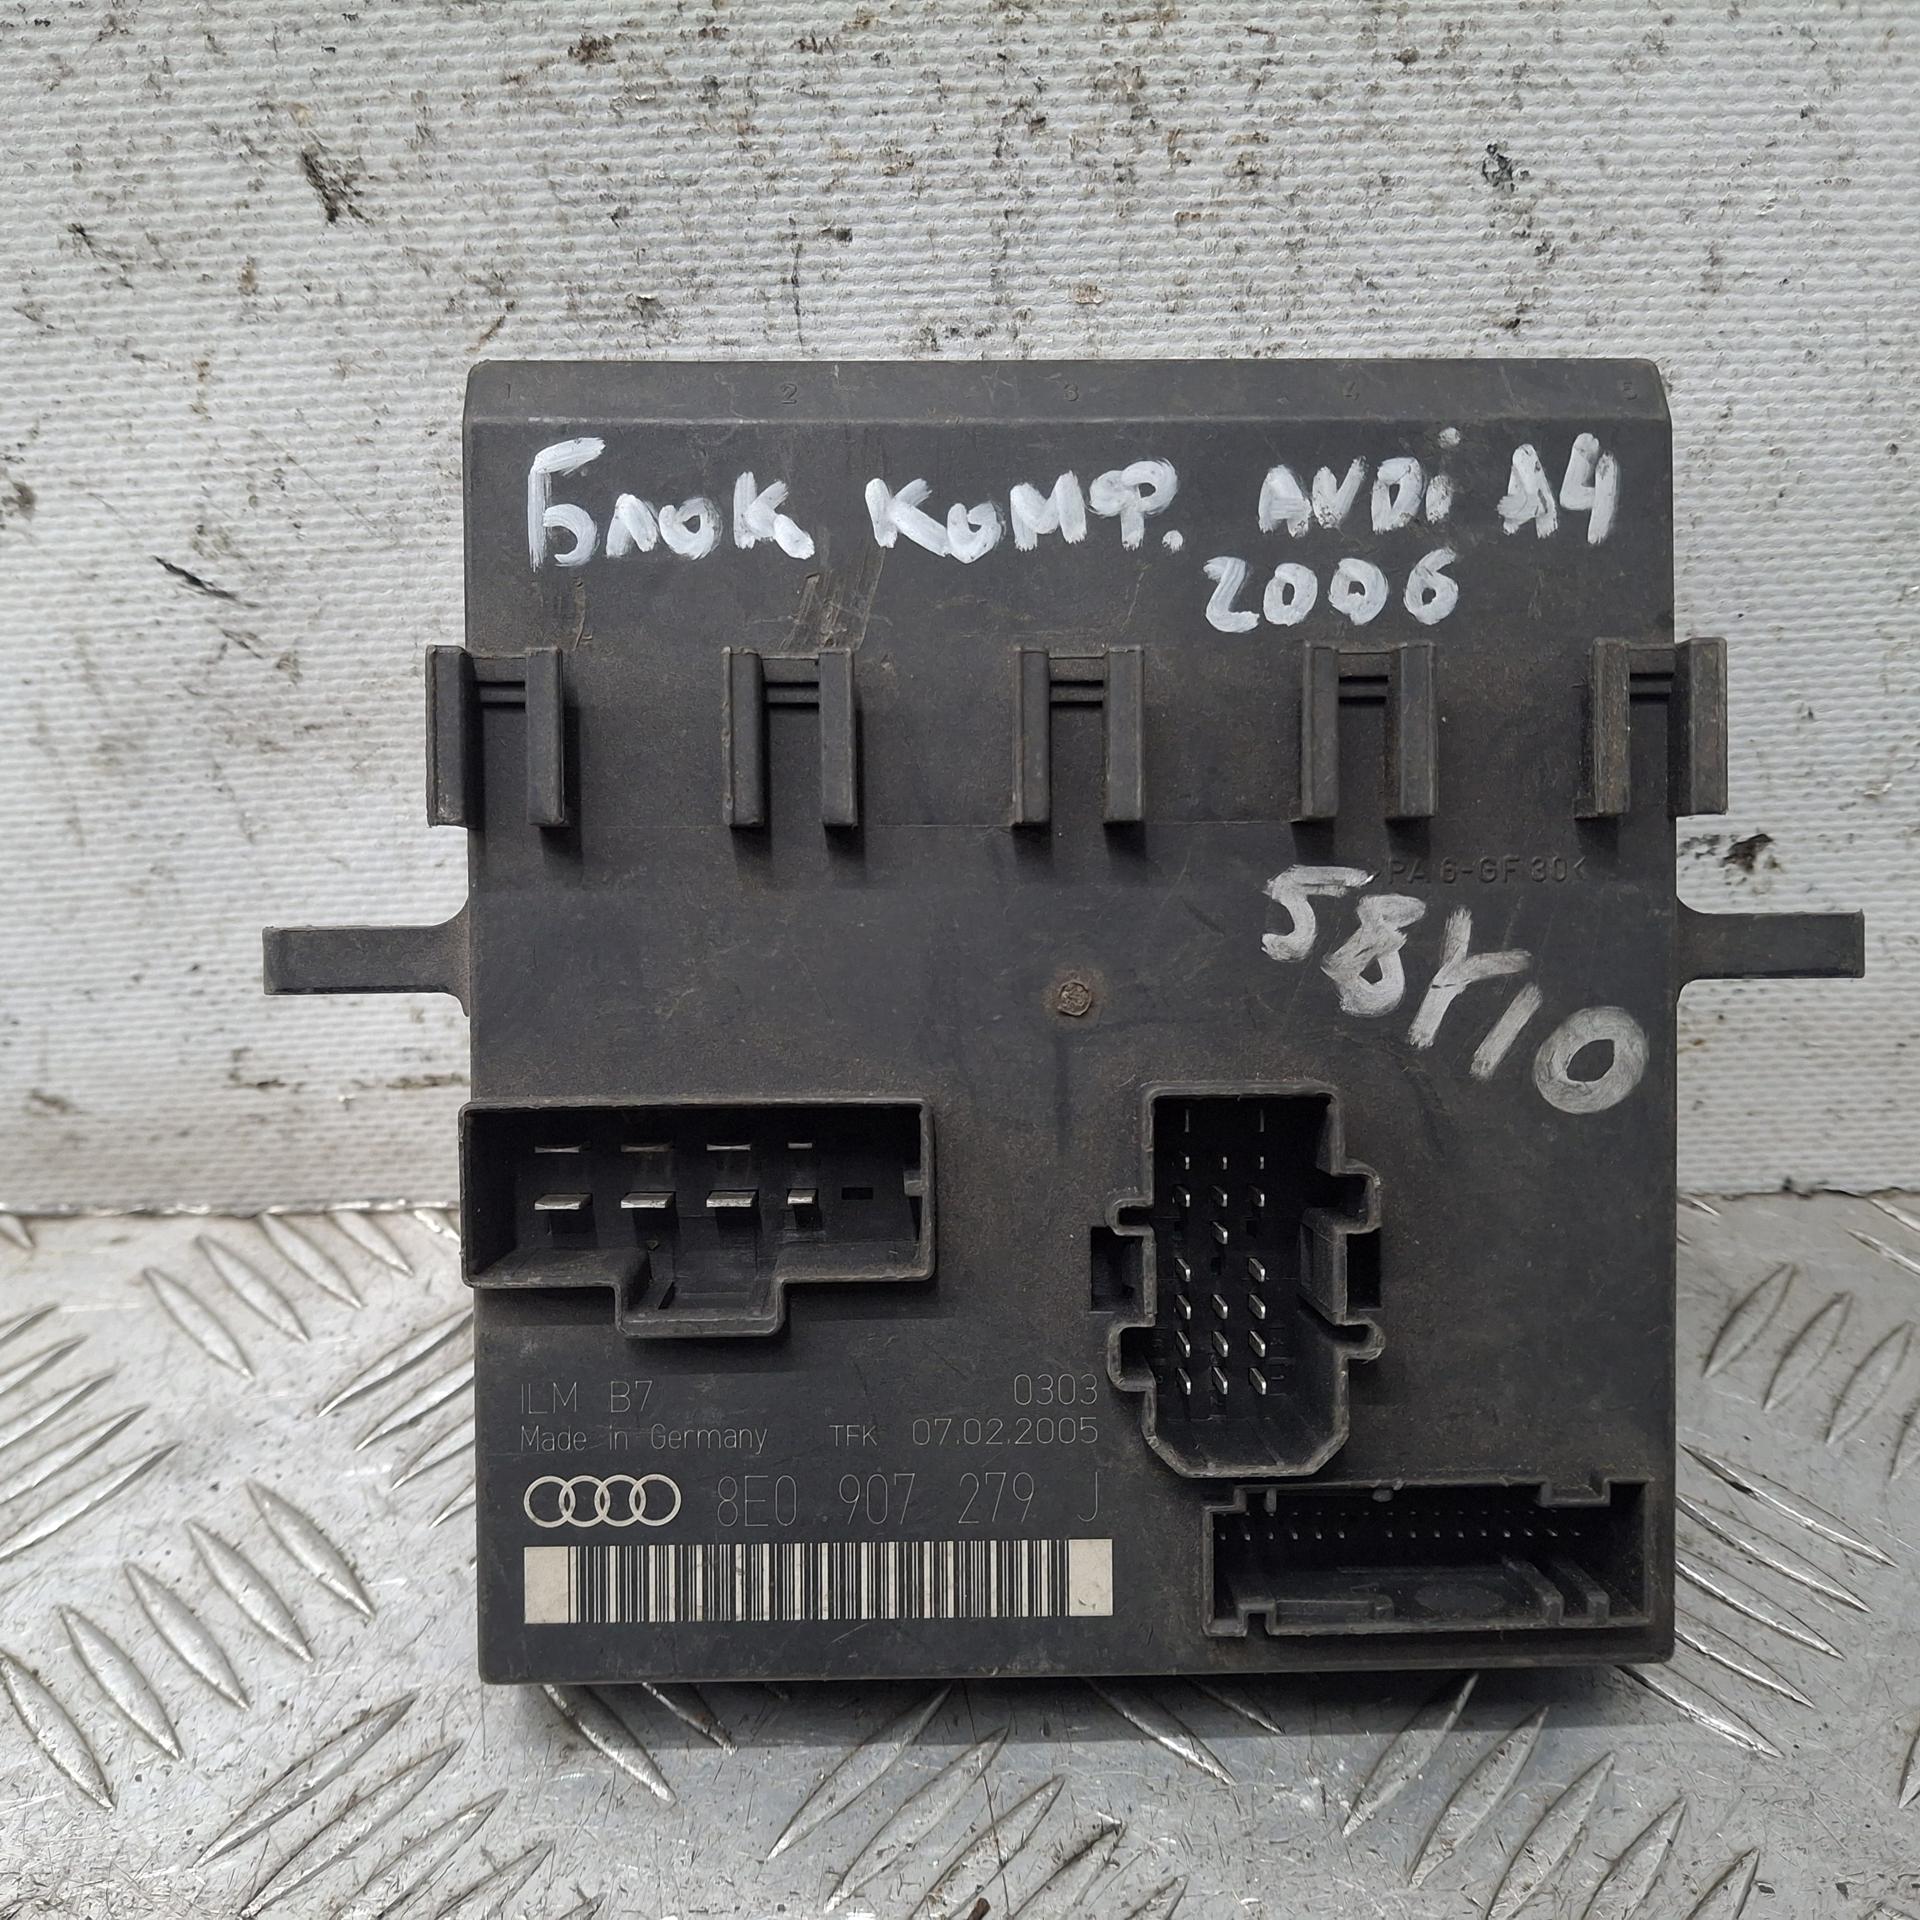 1 2 3 4 5
Блок комф. AUDi A4
2006
>PA 6-GF 30<
58410
ILM B7 0303
Made in Germany TFK 07.02.2005
8E0 907 279 J